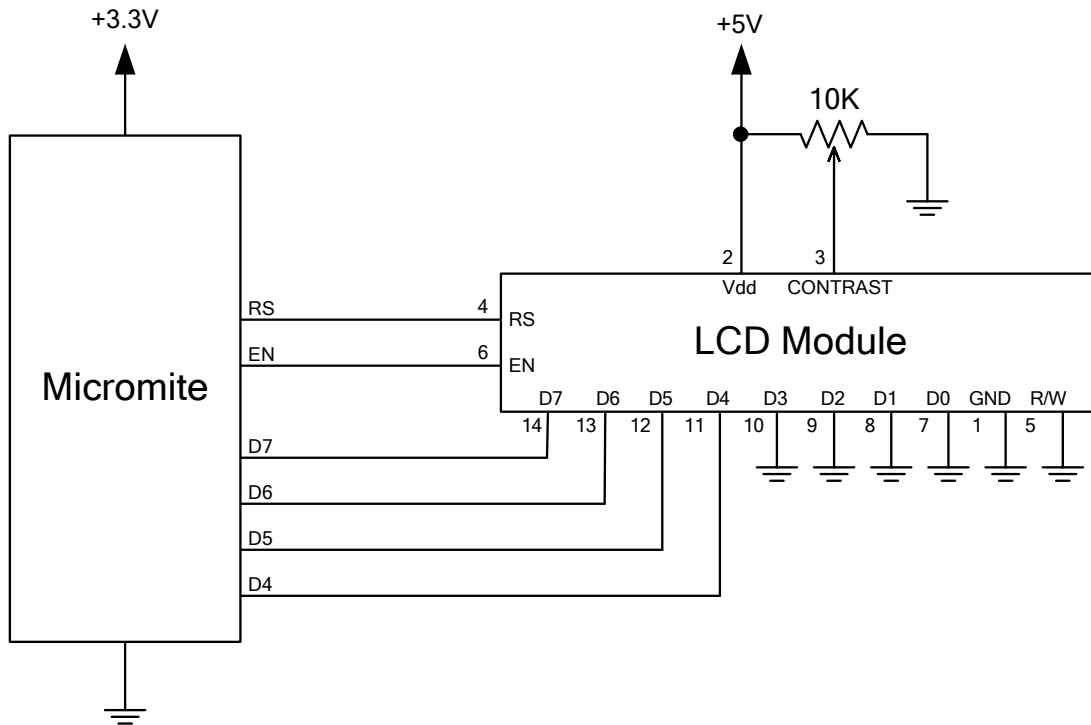 +3.3V
+5V
10K
2 3
Vdd CONTRAST
LCD Module
RS 4 RS
EN 6 EN
Micromite
D7 D6 D5 D4 D3 D2 D1 D0 GND R/W
14 13 12 11 10 9 8 7 1 5
D7
D6
D5
D4